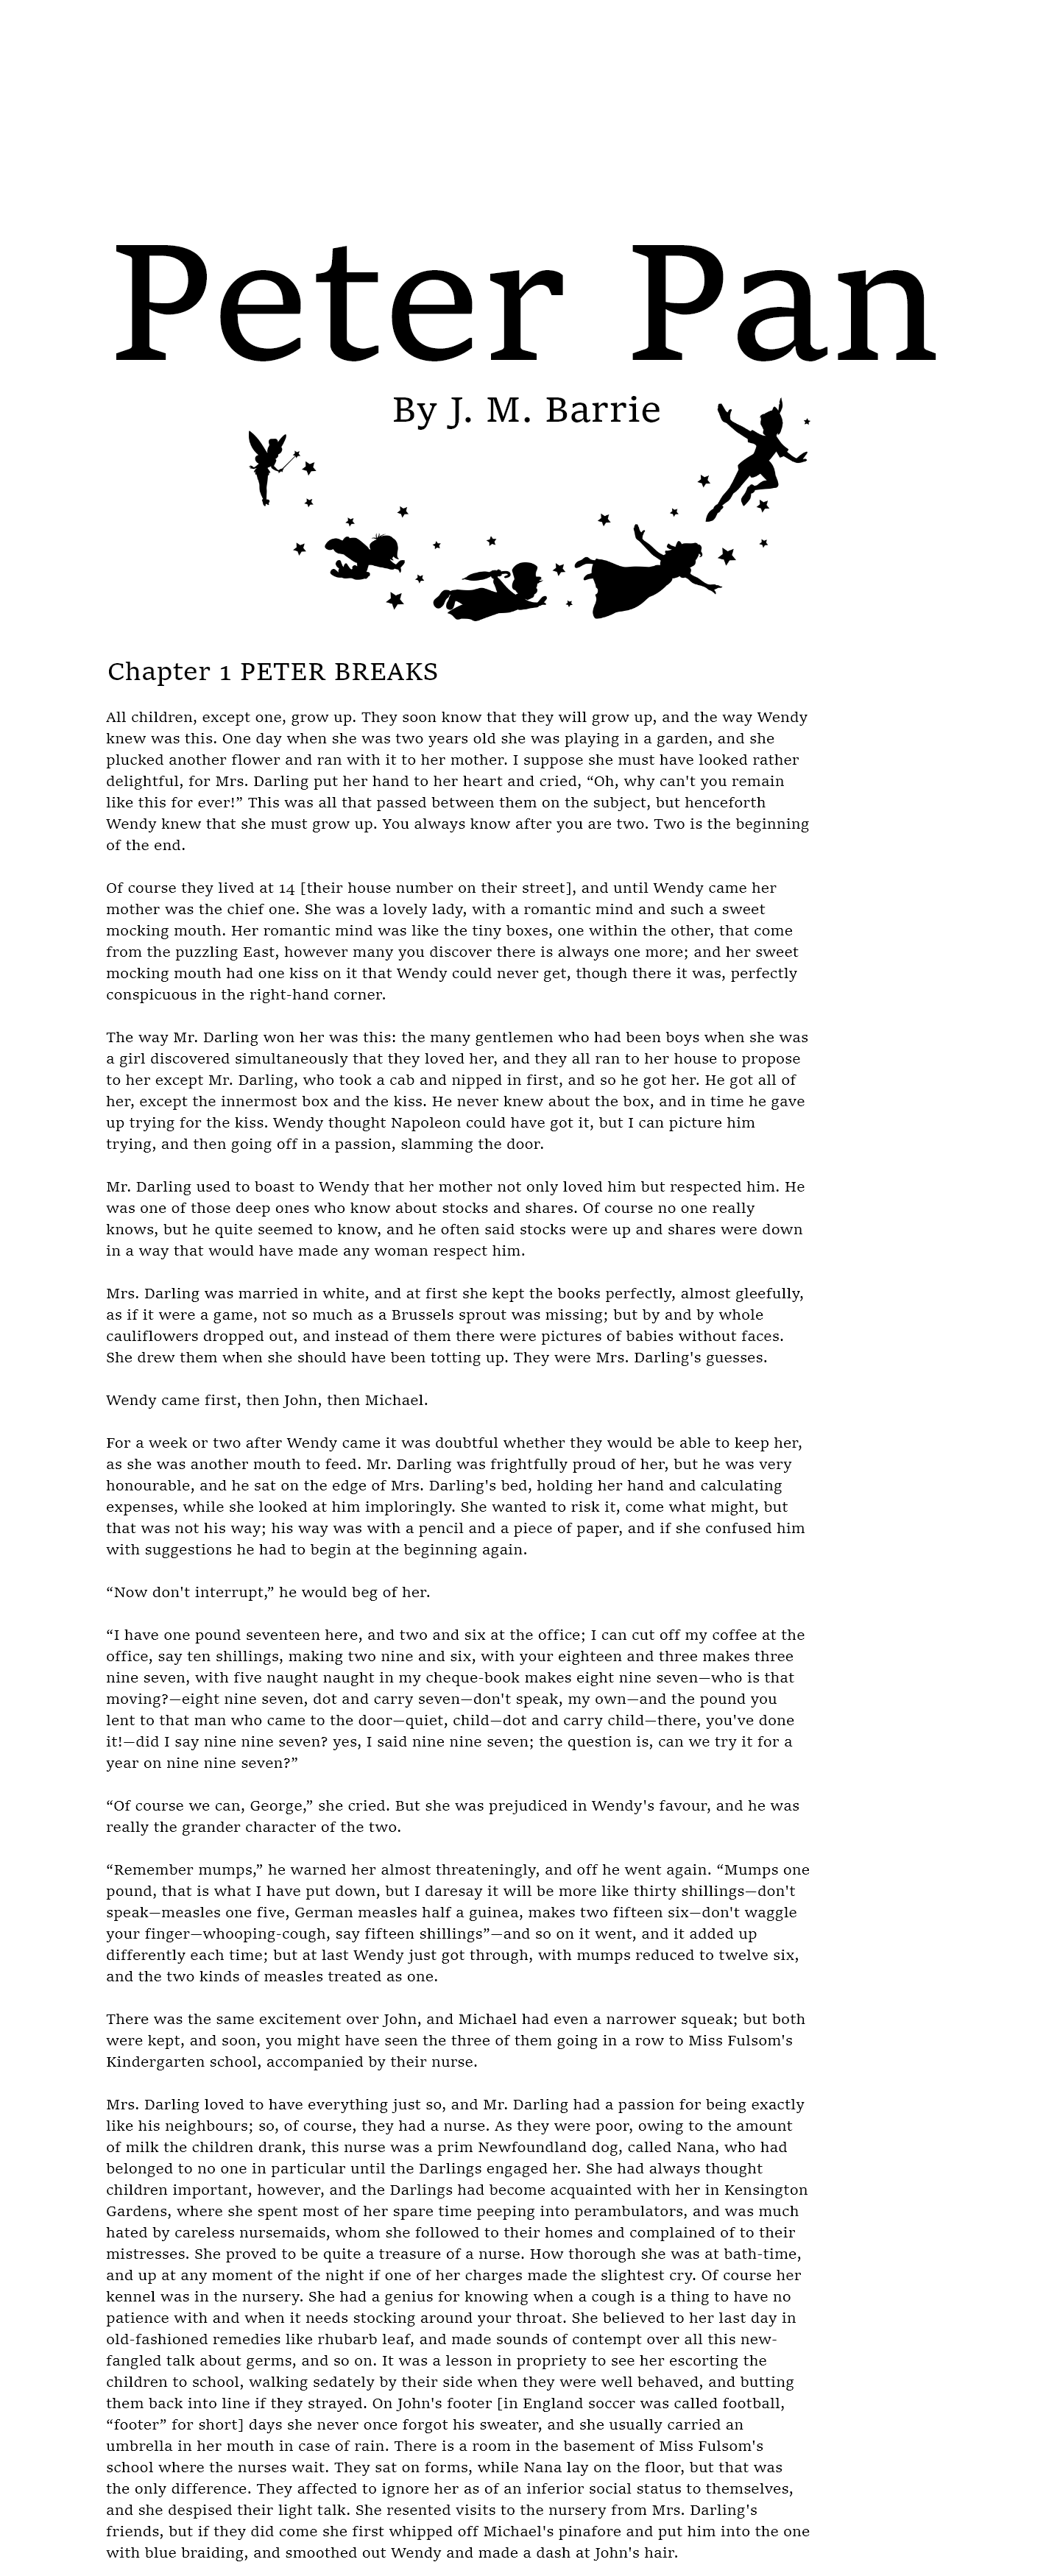 Peter Pan
By J. M. Barrie
Chapter 1 PETER BREAKS
All children, except one, grow up. They soon know that they will grow up, and the way Wendy
knew was this. One day when she was two years old she was playing in a garden, and she
plucked another flower and ran with it to her mother. I suppose she must have looked rather
delightful, for Mrs. Darling put her hand to her heart and cried, “Oh, why can't you remain
like this for ever!” This was all that passed between them on the subject, but henceforth
Wendy knew that she must grow up. You always know after you are two. Two is the beginning
of the end.
Of course they lived at 14 [their house number on their street], and until Wendy came her
mother was the chief one. She was a lovely lady, with a romantic mind and such a sweet
mocking mouth. Her romantic mind was like the tiny boxes, one within the other, that come
from the puzzling East, however many you discover there is always one more; and her sweet
mocking mouth had one kiss on it that Wendy could never get, though there it was, perfectly
conspicuous in the right-hand corner.
The way Mr. Darling won her was this: the many gentlemen who had been boys when she was
a girl discovered simultaneously that they loved her, and they all ran to her house to propose
to her except Mr. Darling, who took a cab and nipped in first, and so he got her. He got all of
her, except the innermost box and the kiss. He never knew about the box, and in time he gave
up trying for the kiss. Wendy thought Napoleon could have got it, but I can picture him
trying, and then going off in a passion, slamming the door.
Mr. Darling used to boast to Wendy that her mother not only loved him but respected him. He
was one of those deep ones who know about stocks and shares. Of course no one really
knows, but he quite seemed to know, and he often said stocks were up and shares were down
in a way that would have made any woman respect him.
Mrs. Darling was married in white, and at first she kept the books perfectly, almost gleefully,
as if it were a game, not so much as a Brussels sprout was missing; but by and by whole
cauliflowers dropped out, and instead of them there were pictures of babies without faces.
She drew them when she should have been totting up. They were Mrs. Darling's guesses.
Wendy came first, then John, then Michael.
For a week or two after Wendy came it was doubtful whether they would be able to keep her,
as she was another mouth to feed. Mr. Darling was frightfully proud of her, but he was very
honourable, and he sat on the edge of Mrs. Darling's bed, holding her hand and calculating
expenses, while she looked at him imploringly. She wanted to risk it, come what might, but
that was not his way; his way was with a pencil and a piece of paper, and if she confused him
with suggestions he had to begin at the beginning again.
“Now don't interrupt,” he would beg of her.
“I have one pound seventeen here, and two and six at the office; I can cut off my coffee at the
office, say ten shillings, making two nine and six, with your eighteen and three makes three
nine seven, with five naught naught in my cheque-book makes eight nine seven—who is that
moving?—eight nine seven, dot and carry seven—don't speak, my own—and the pound you
lent to that man who came to the door—quiet, child—dot and carry child—there, you've done
it!—did I say nine nine seven? yes, I said nine nine seven; the question is, can we try it for a
year on nine nine seven?”
“Of course we can, George,” she cried. But she was prejudiced in Wendy's favour, and he was
really the grander character of the two.
“Remember mumps,” he warned her almost threateningly, and off he went again. “Mumps one
pound, that is what I have put down, but I daresay it will be more like thirty shillings—don't
speak—measles one five, German measles half a guinea, makes two fifteen six—don't waggle
your finger—whooping-cough, say fifteen shillings”—and so on it went, and it added up
differently each time; but at last Wendy just got through, with mumps reduced to twelve six,
and the two kinds of measles treated as one.
There was the same excitement over John, and Michael had even a narrower squeak; but both
were kept, and soon, you might have seen the three of them going in a row to Miss Fulsom's
Kindergarten school, accompanied by their nurse.
Mrs. Darling loved to have everything just so, and Mr. Darling had a passion for being exactly
like his neighbours; so, of course, they had a nurse. As they were poor, owing to the amount
of milk the children drank, this nurse was a prim Newfoundland dog, called Nana, who had
belonged to no one in particular until the Darlings engaged her. She had always thought
children important, however, and the Darlings had become acquainted with her in Kensington
Gardens, where she spent most of her spare time peeping into perambulators, and was much
hated by careless nursemaids, whom she followed to their homes and complained of to their
mistresses. She proved to be quite a treasure of a nurse. How thorough she was at bath-time,
and up at any moment of the night if one of her charges made the slightest cry. Of course her
kennel was in the nursery. She had a genius for knowing when a cough is a thing to have no
patience with and when it needs stocking around your throat. She believed to her last day in
old-fashioned remedies like rhubarb leaf, and made sounds of contempt over all this new-
fangled talk about germs, and so on. It was a lesson in propriety to see her escorting the
children to school, walking sedately by their side when they were well behaved, and butting
them back into line if they strayed. On John's footer [in England soccer was called football,
“footer” for short] days she never once forgot his sweater, and she usually carried an
umbrella in her mouth in case of rain. There is a room in the basement of Miss Fulsom's
school where the nurses wait. They sat on forms, while Nana lay on the floor, but that was
the only difference. They affected to ignore her as of an inferior social status to themselves,
and she despised their light talk. She resented visits to the nursery from Mrs. Darling's
friends, but if they did come she first whipped off Michael's pinafore and put him into the one
with blue braiding, and smoothed out Wendy and made a dash at John's hair.